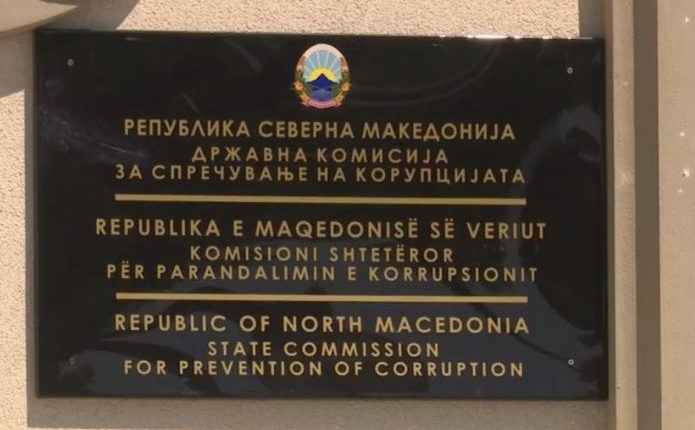 РЕПУБЛИКА СЕВЕРНА МАКЕДОНИЈА
ДРЖАВНА КОМИСИЈА
ЗА СПРЕЧУВАЊЕ НА КОРУПЦИЈАТА
REPUBLIKA E MAQEDONISË SË VERIUT
KOMISIONI SHTETËROR
PËR PARANDALIMIN E KORRUPSIONIT
REPUBLIC OF NORTH MACEDONIA
STATE COMMISSION
FOR PREVENTION OF CORRUPTION